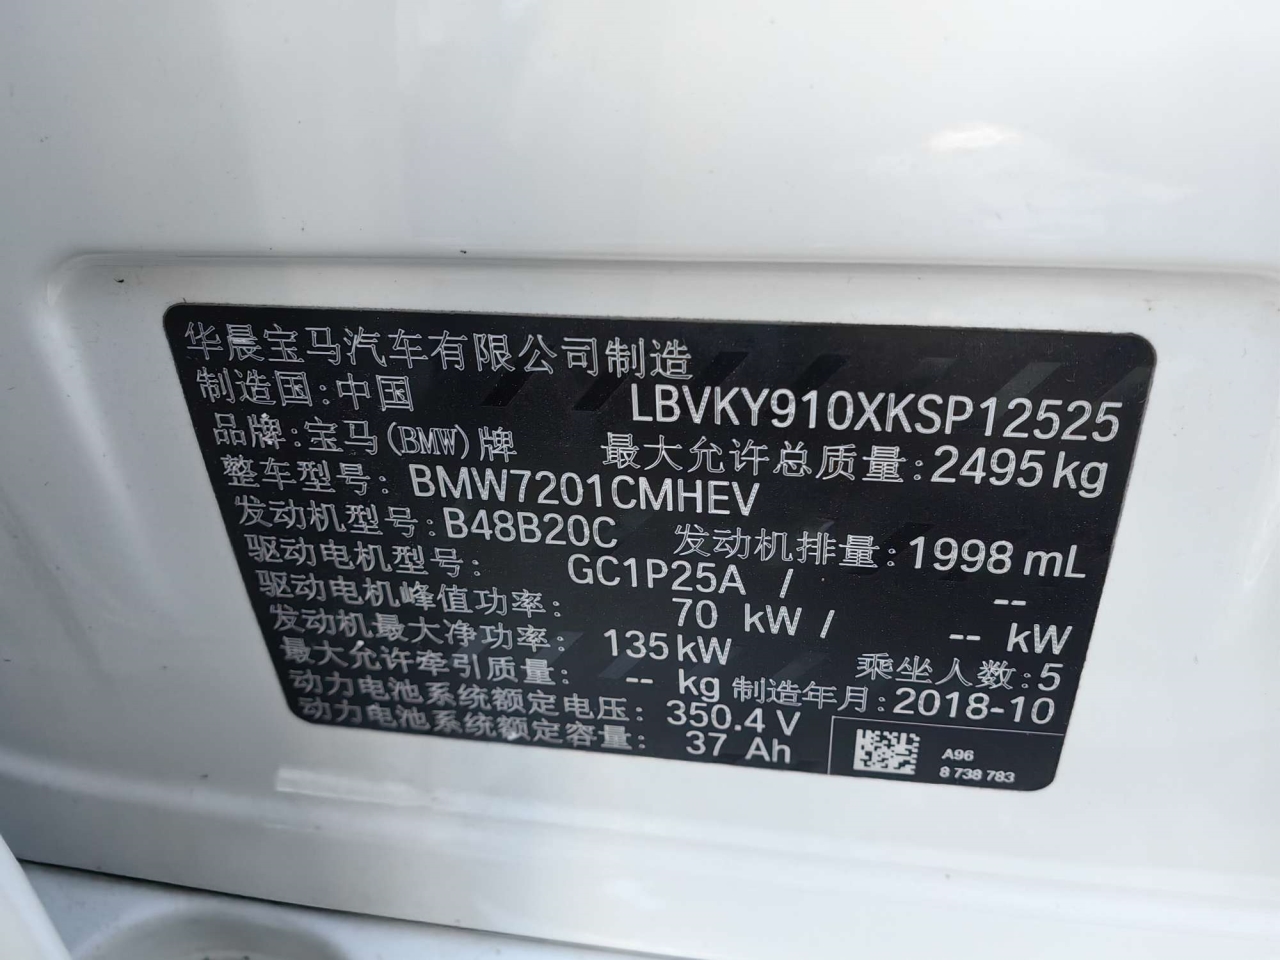 华晨宝马汽车有限公司制造
制造国:中国
LBVKY910XKSP12525
品牌:宝马(BMW)牌
最大允许总质量:2495kg
整车型号:BMW7201CMHEV
发动机型号:B48B20C
发动机排量:1998 mL
驱动电机型号: GC1P25A / --
驱动电机峰值功率: 70 kW / -- kW
发动机最大净功率: 135kW
乘坐人数:5
最大允许牵引质量: -- kg
制造年月:2018-10
动力电池系统额定电压: 350.4 V
动力电池系统额定容量: 37 Ah
A96
8 738 783